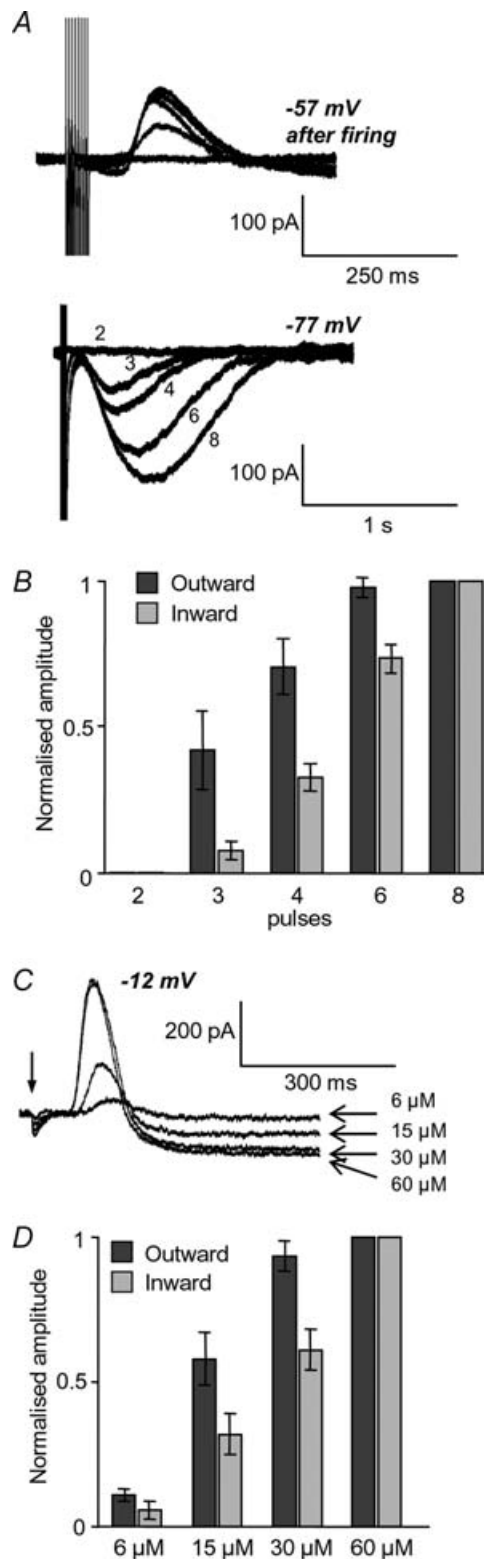 A
-57 mV
after firing
100 pA
250 ms
-77 mV
2
3
4
6
8
100 pA
1 s
B
Outward
Inward
Normalised amplitude
1
0.5
0
2 3 4 6 8
pulses
C
-12 mV
200 pA
300 ms
6 µM
15 µM
30 µM
60 µM
D
Outward
Inward
Normalised amplitude
1
0.5
0
6 µM 15 µM 30 µM 60 µM